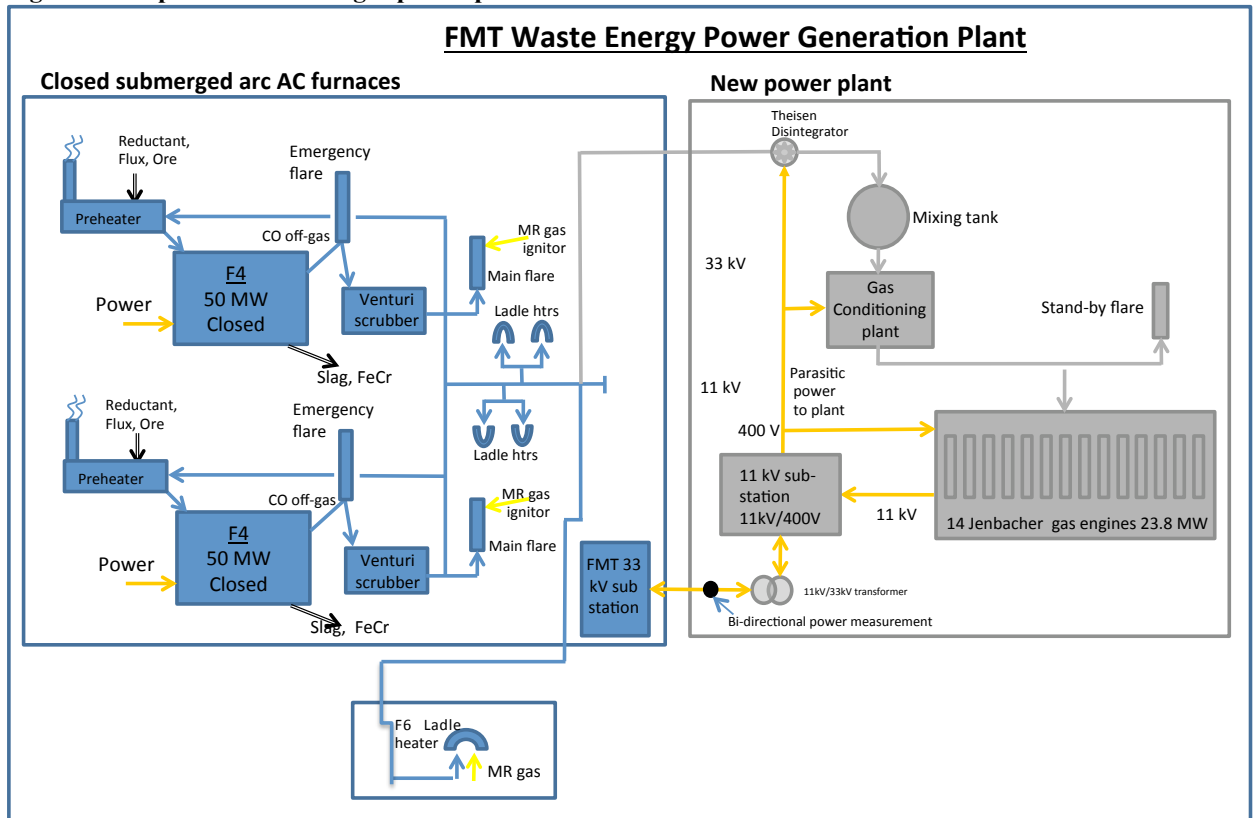 FMT Waste Energy Power Generation Plant
Closed submerged arc AC furnaces
Reductant,
Flux, Ore
Preheater
Emergency
flare
CO off-gas
F4
50 MW
Closed
Power
Venturi
scrubber
MR gas
ignitor
Main flare
Ladle htrs
Slag, FeCr
Reductant,
Flux, Ore
Preheater
Emergency
flare
CO off-gas
Ladle htrs
F4
50 MW
Closed
Power
Venturi
scrubber
MR gas
ignitor
Main flare
Slag, FeCr
FMT 33
kV sub
station
F6 Ladle
heater
MR gas
New power plant
Theisen
Disintegrator
Mixing tank
33 kV
Gas
Conditioning
plant
Stand-by flare
11 kV
Parasitic
power
to plant
400 V
11 kV sub-
station
11kV/400V
11 kV
14 Jenbacher gas engines 23.8 MW
11kV/33kV transformer
Bi-directional power measurement